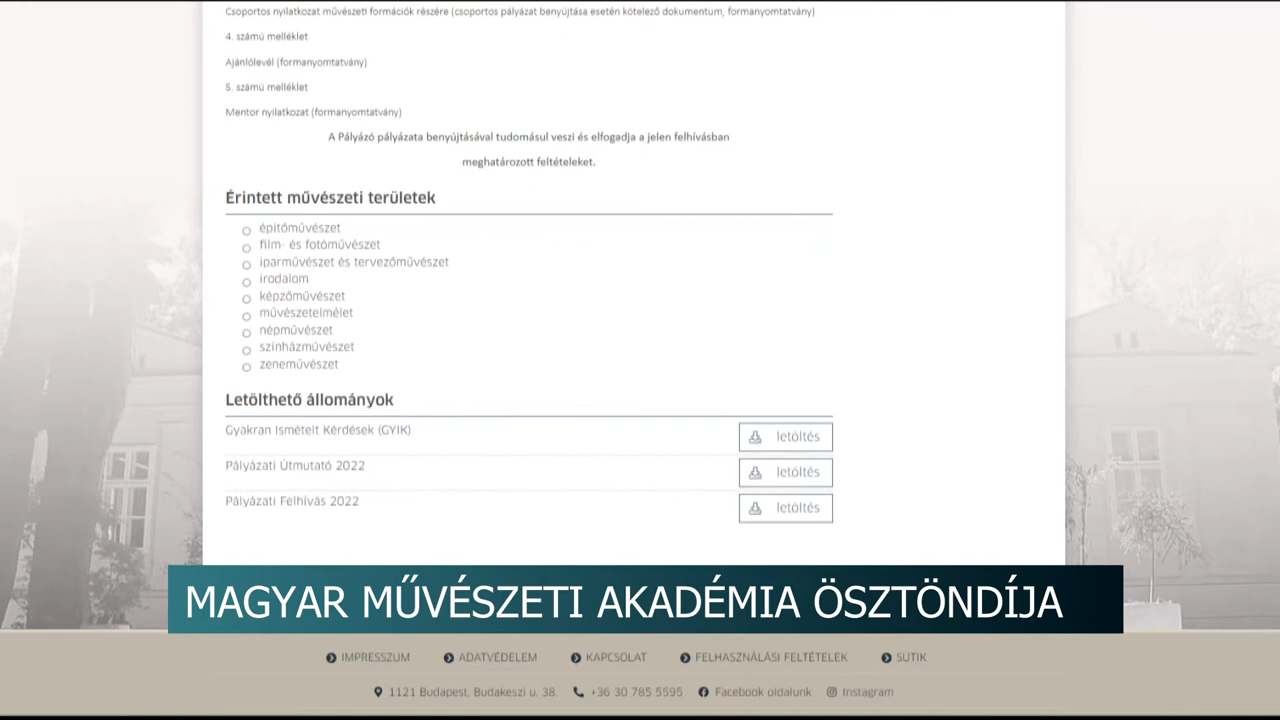 Csoportos nyilatkozat művészeti formációk részére (csoportos pályázat benyújtása esetén kötelező dokumentum, formanyomtatvány)
4. számú melléklet
Ajánlólevél (formanyomtatvány)
5. számú melléklet
Mentor nyilatkozat (formanyomtatvány)
A Pályázó pályázata benyújtásával tudomásul veszi és elfogadja a jelen felhívásban
meghatározott feltételeket.
Érintett művészeti területek
építőművészet
film- és fotóművészet
iparművészet és tervezőművészet
irodalom
képzőművészet
művészetelmélet
népművészet
színházművészet
zeneművészet
Letölthető állományok
Gyakran Ismételt Kérdések (GYIK) letöltés
Pályázati Útmutató 2022 letöltés
Pályázati Felhívás 2022 letöltés
MAGYAR MŰVÉSZETI AKADÉMIA ÖSZTÖNDÍJA
IMPRESSZUM ADATVÉDELEM KAPCSOLAT FELHASZNÁLÁSI FELTÉTELEK SÜTIK
1121 Budapest, Budakeszi u. 38. +36 30 785 5595 Facebook oldalunk Instagram